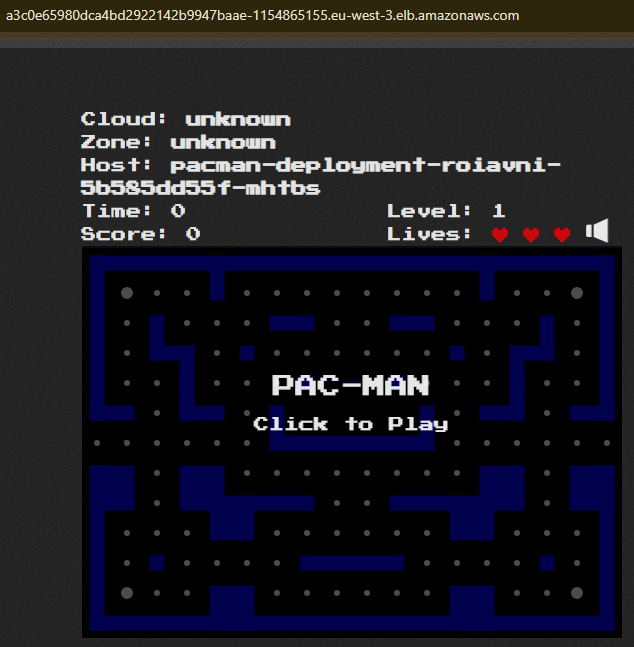 a3c0e65980dca4bd2922142b9947baae-1154865155.eu-west-3.elb.amazonaws.com
Cloud: unknown
Zone: unknown
Host: pacman-deployment-roiavni-
5b585dd55f-mhtbs
Time: 0 Level: 1
Score: 0 Lives:
PAC-MAN
Click to Play